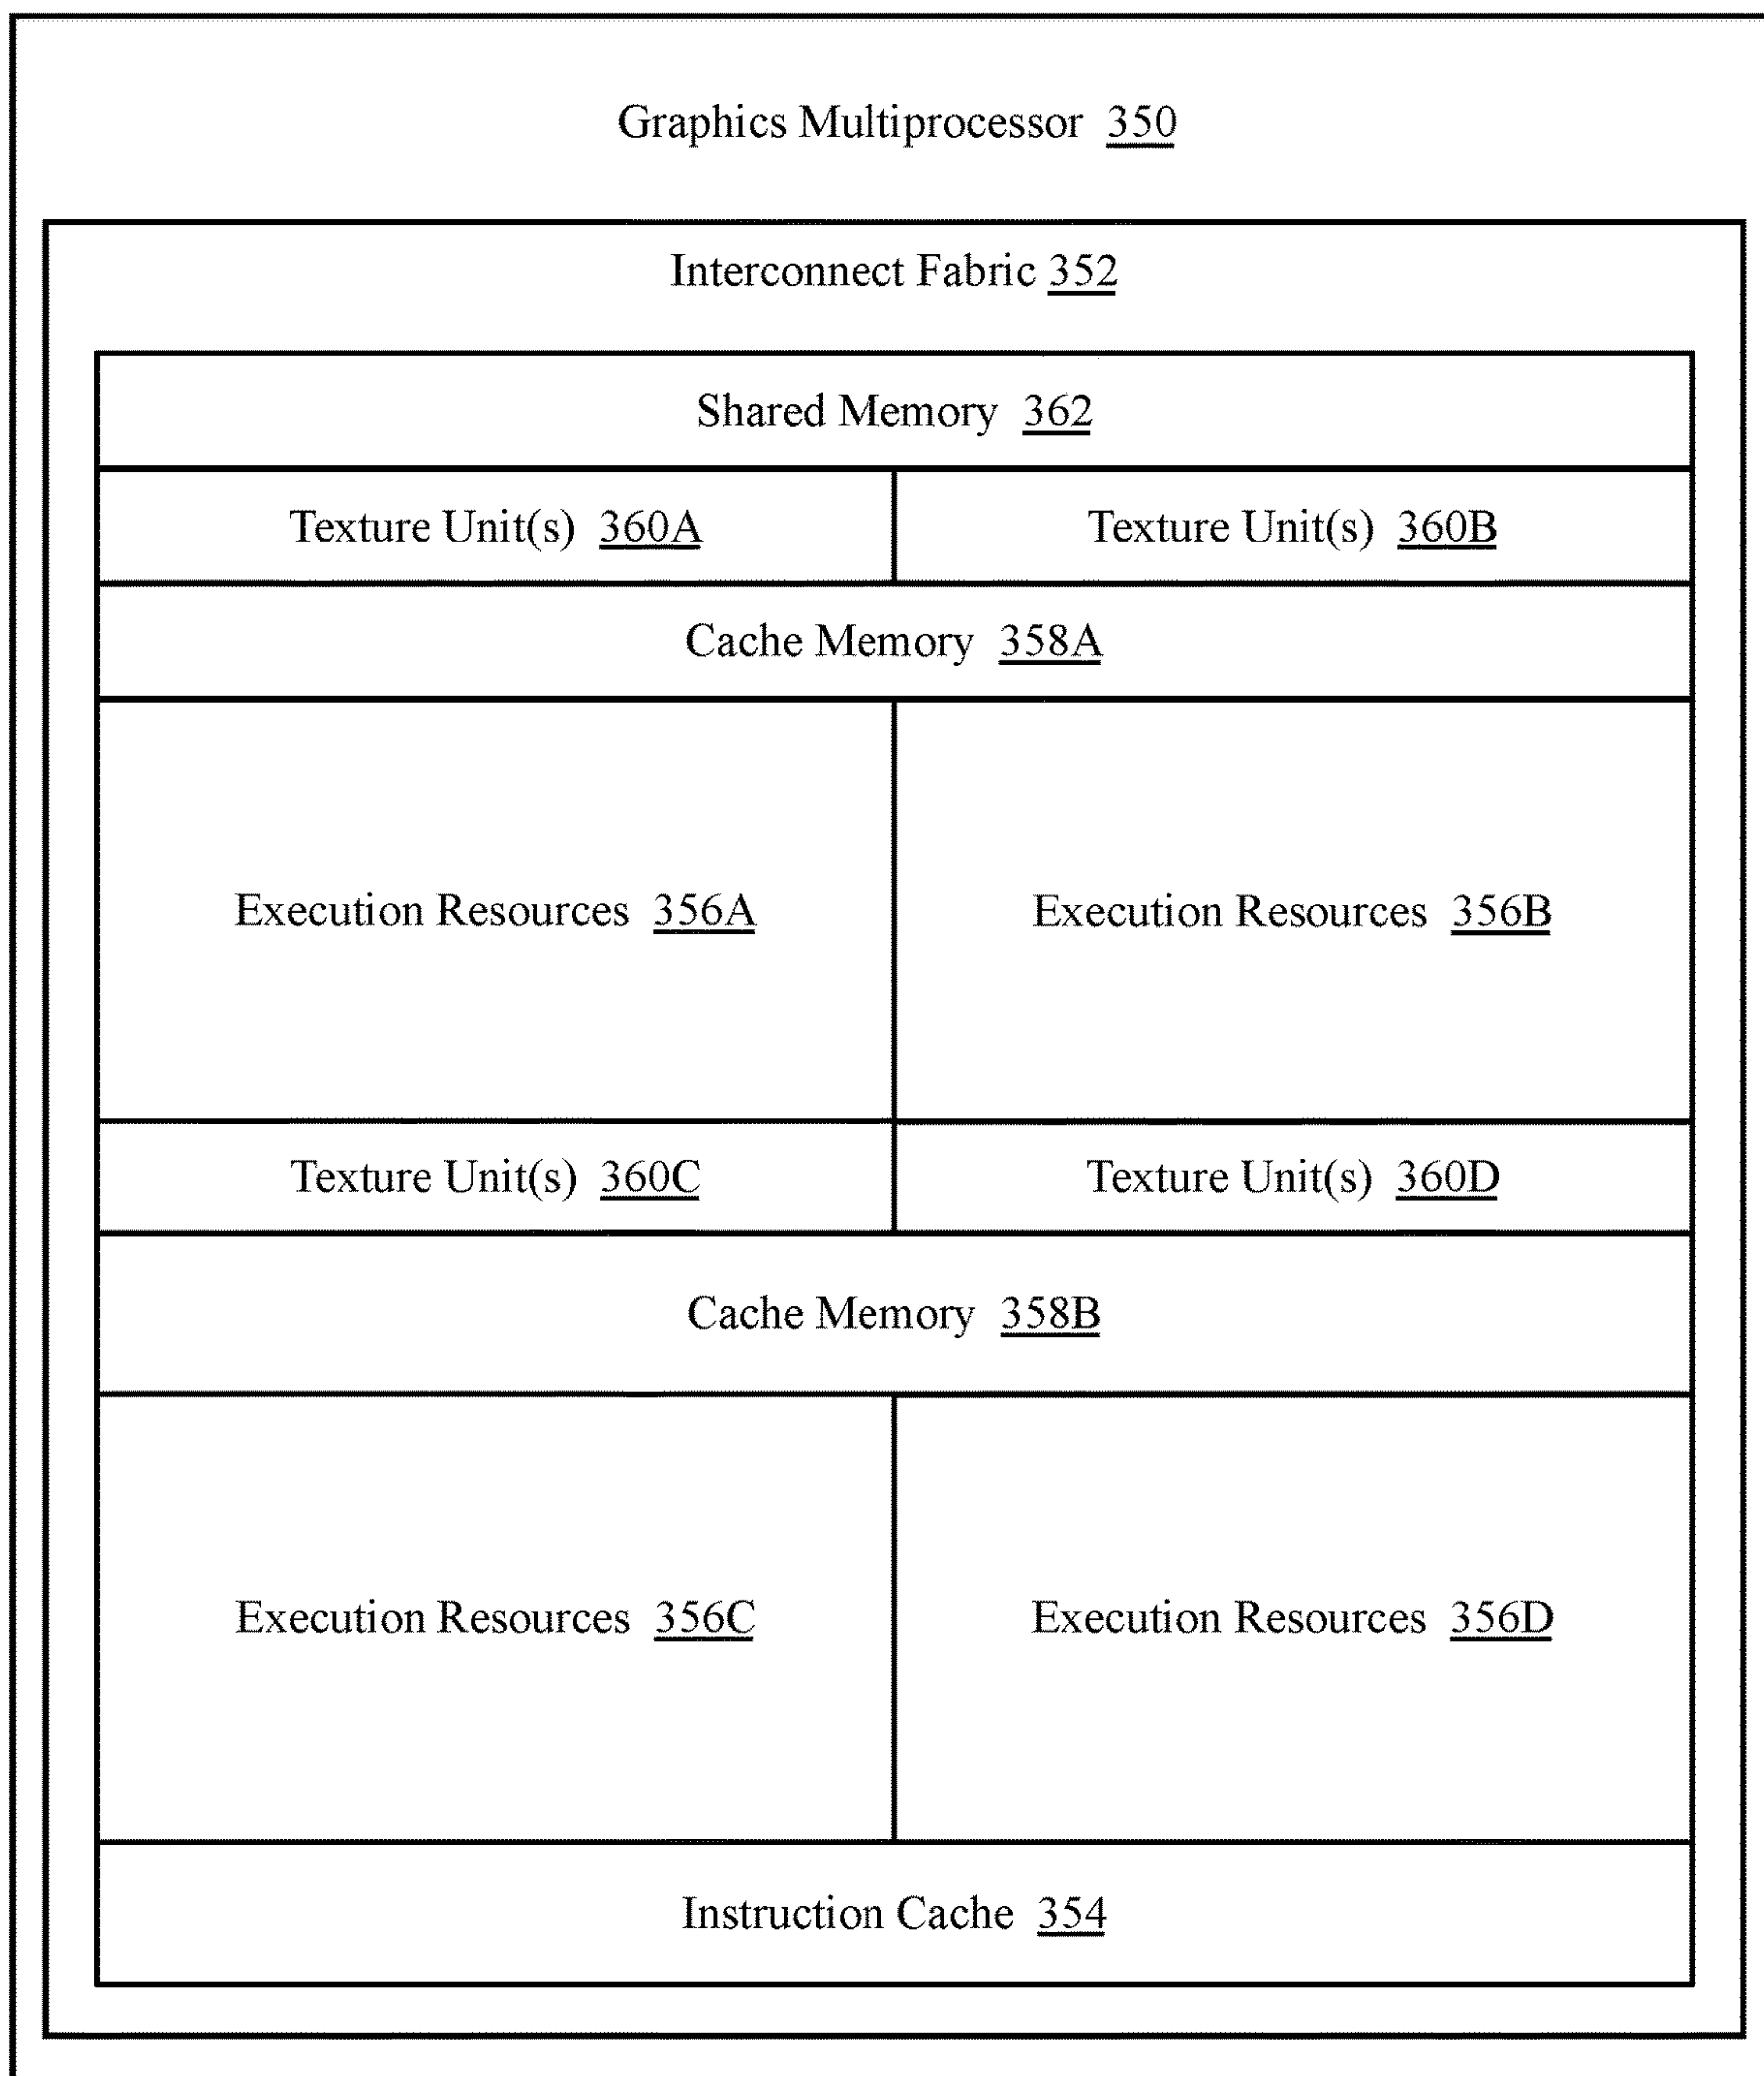 Graphics Multiprocessor 350
Interconnect Fabric 352
Shared Memory 362
Texture Unit(s) 360A
Texture Unit(s) 360B
Cache Memory 358A
Execution Resources 356A
Execution Resources 356B
Texture Unit(s) 360C
Texture Unit(s) 360D
Cache Memory 358B
Execution Resources 356C
Execution Resources 356D
Instruction Cache 354